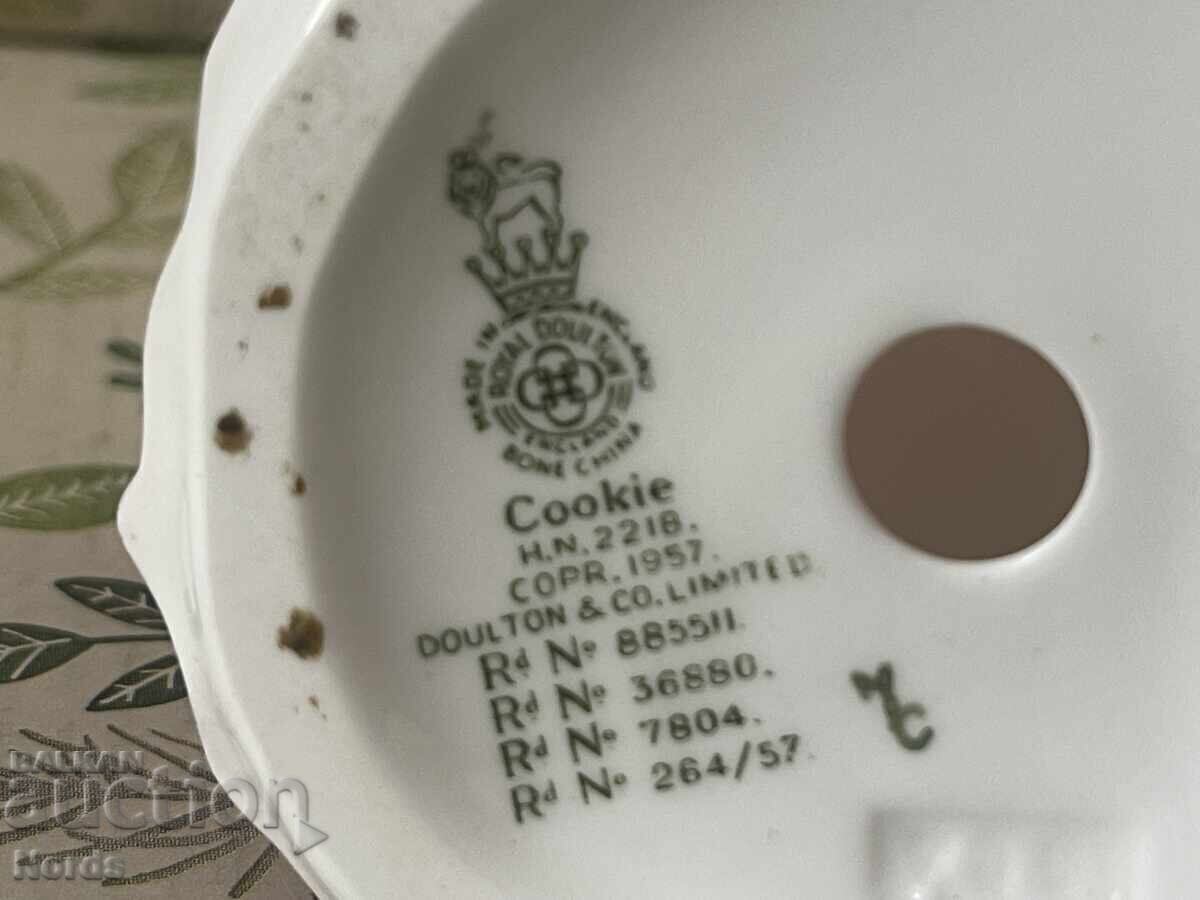 MADE IN ENGLAND
ROYAL DOULTON
ENGLAND
BONE CHINA
Cookie
H.N. 2218.
COPR. 1957.
DOULTON & CO. LIMITED
Rd No 885511.
Rd No 36880.
Rd No 7804.
Rd No 264/57.
BALKAN
auction
Nords